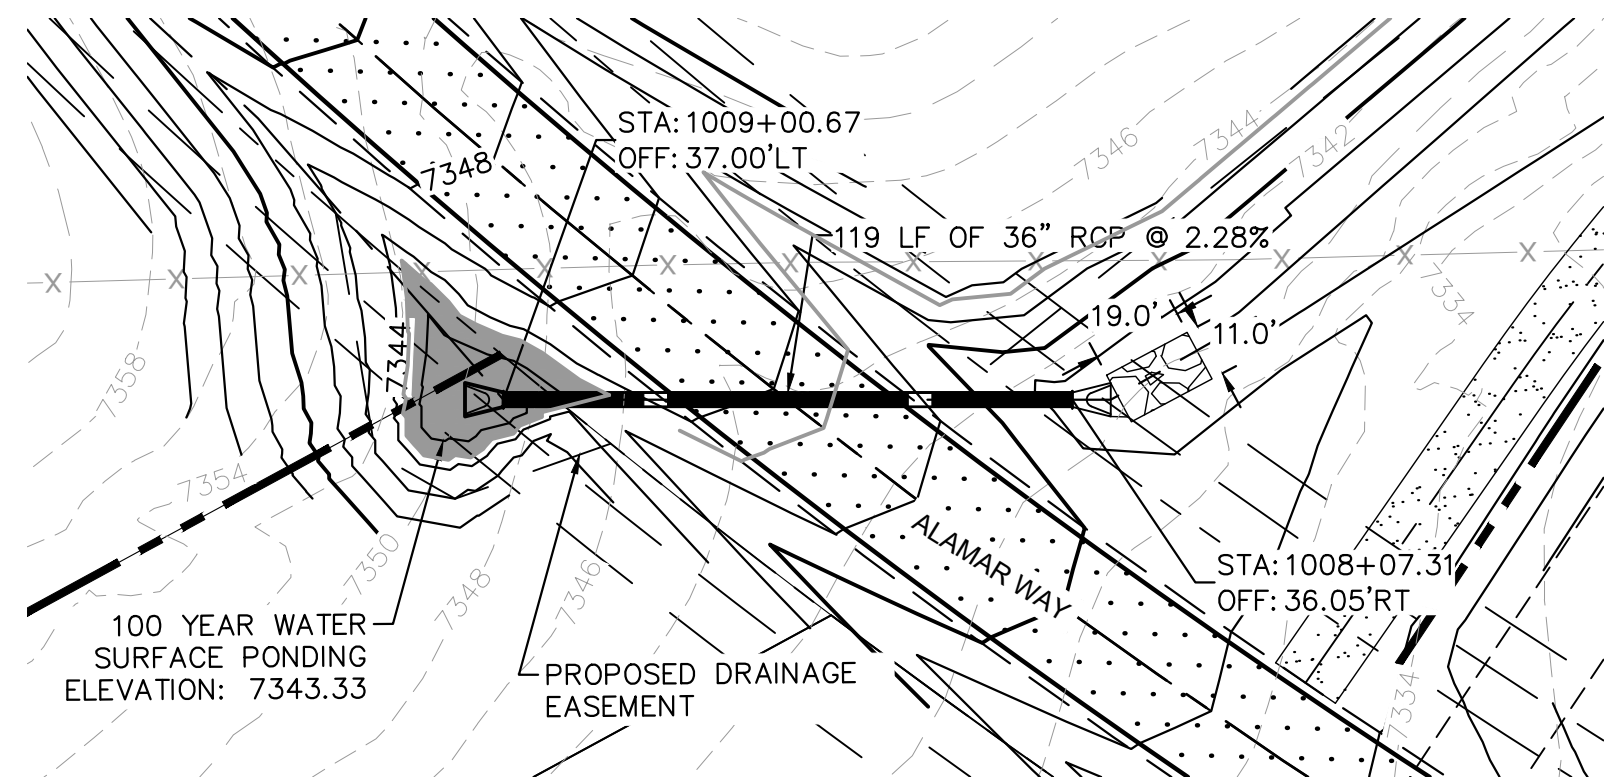 7346
7344
7342
STA: 1009+00.67
OFF: 37.00'LT
7348
119 LF OF 36” RCP @ 2.28%
X X X X X X X X X X X X X
7334
19.0'
11.0'
7344
7358
7354
7350
7348
7346
ALAMAR WAY
STA: 1008+07.31
OFF: 36.05'RT
100 YEAR WATER
SURFACE PONDING
ELEVATION: 7343.33
PROPOSED DRAINAGE
EASEMENT
7334